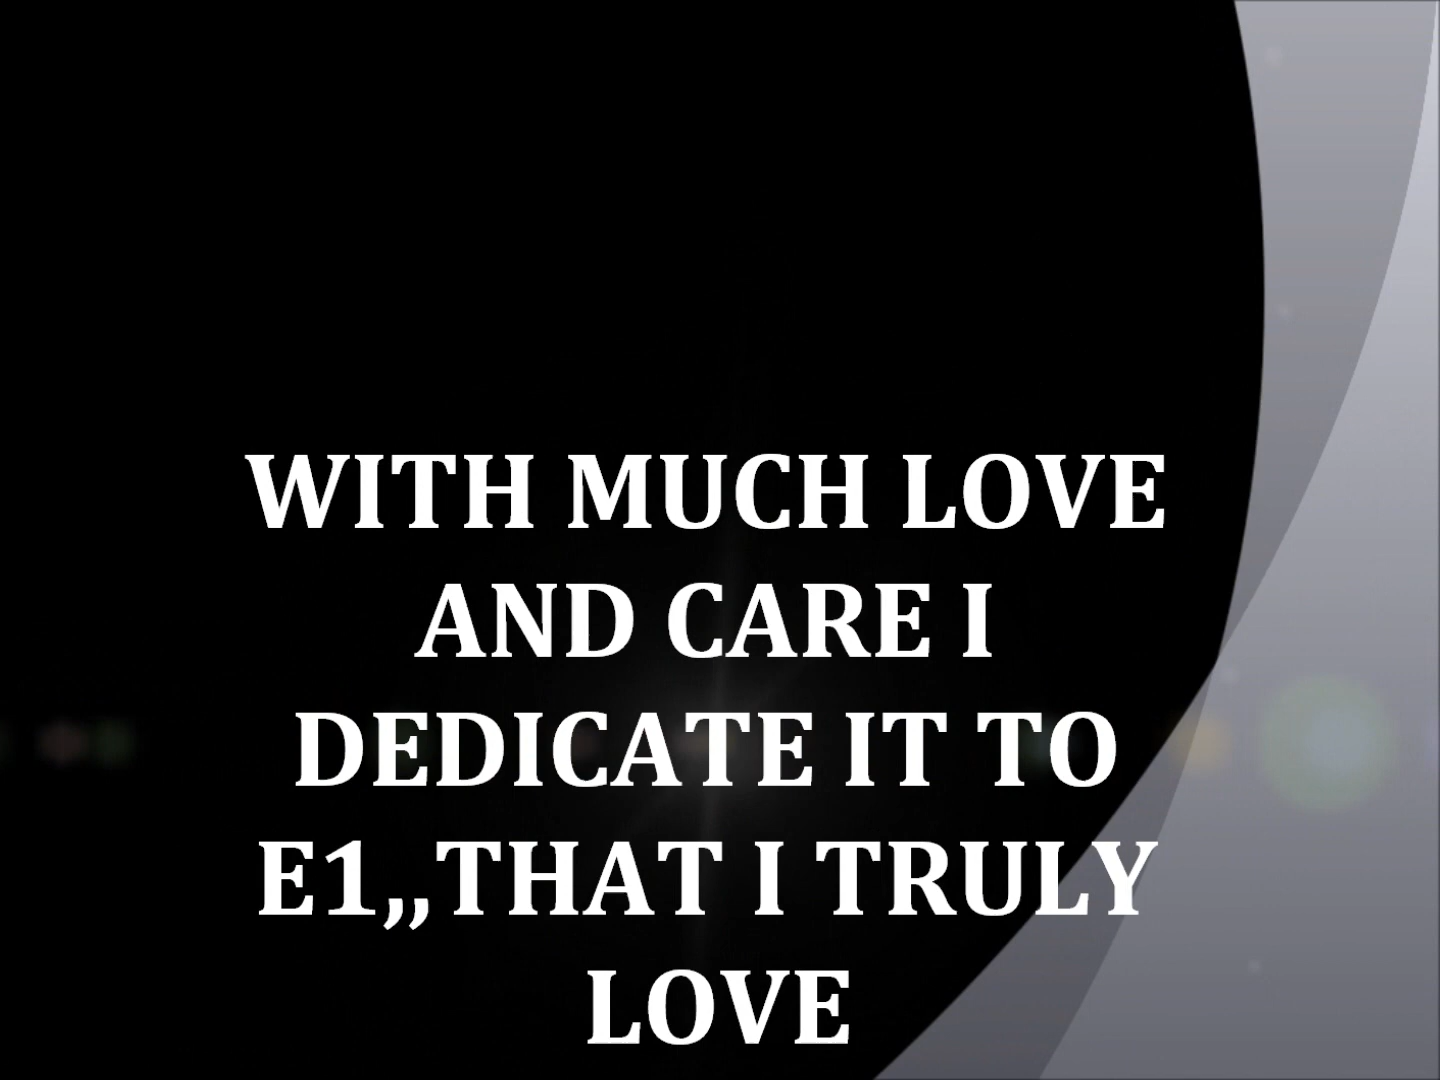 WITH MUCH LOVE
AND CARE I
DEDICATE IT TO
E1,,THAT I TRULY
LOVE